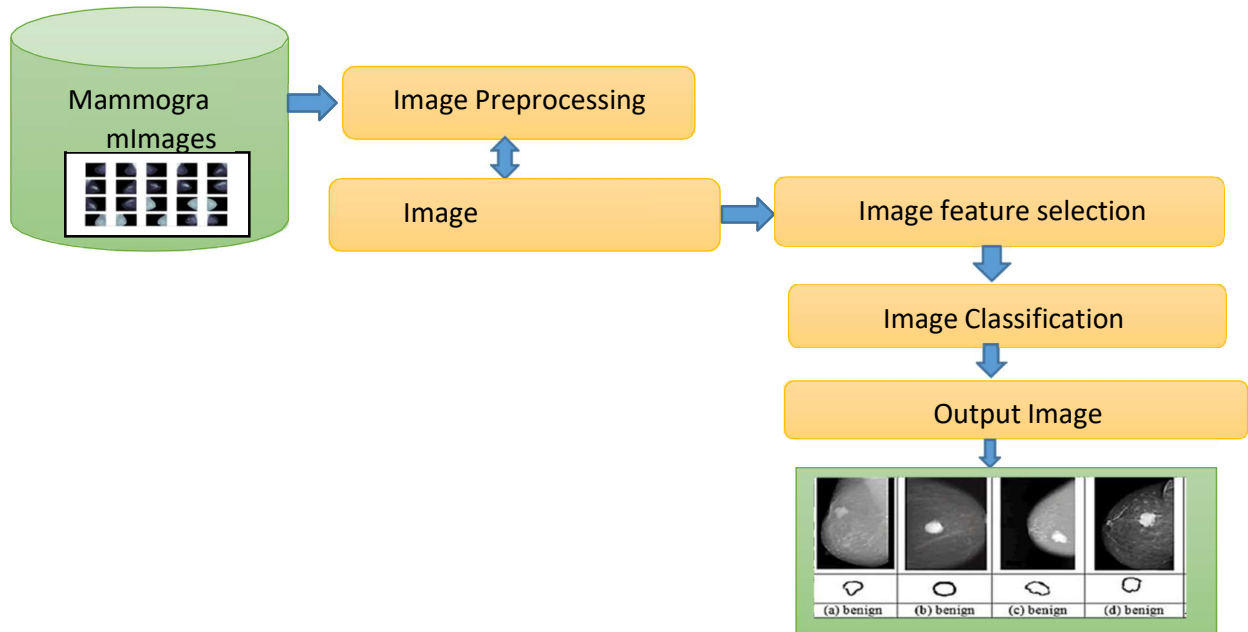 Mammogra
mImages
Image Preprocessing
Image
Image feature selection
Image Classification
Output Image
(a) benign (b) benign (c) benign (d) benign